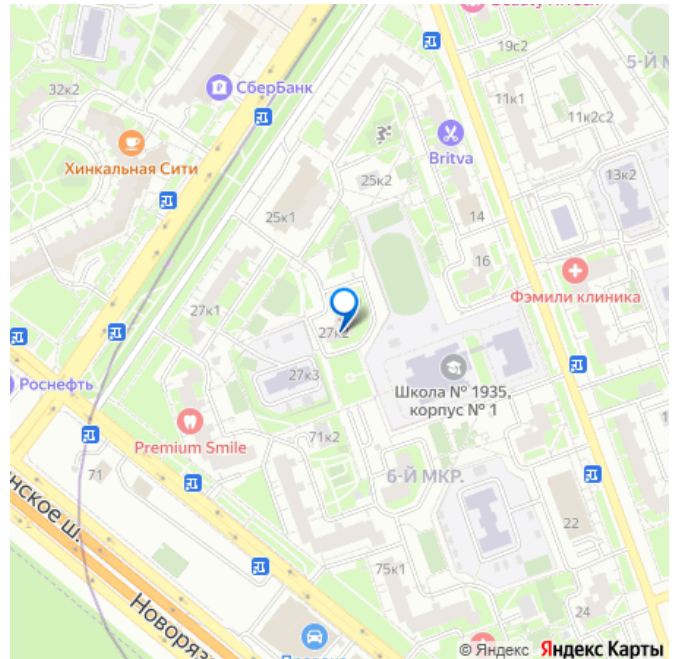 19с2
5-й М
32к2
СберБанк
11к1
11к2с2
Хинкальная Сити
Britva
25к2
13к2
25к1
14
16
Фэмили клиника
27к1
27к2
Роснефть
27к3
Школа № 1935,
корпус № 1
71к2
Premium Smile
71
6-Й МКР.
нское ш.
22
75к1
24
Новоряз
© Яндекс Яндекс Карты